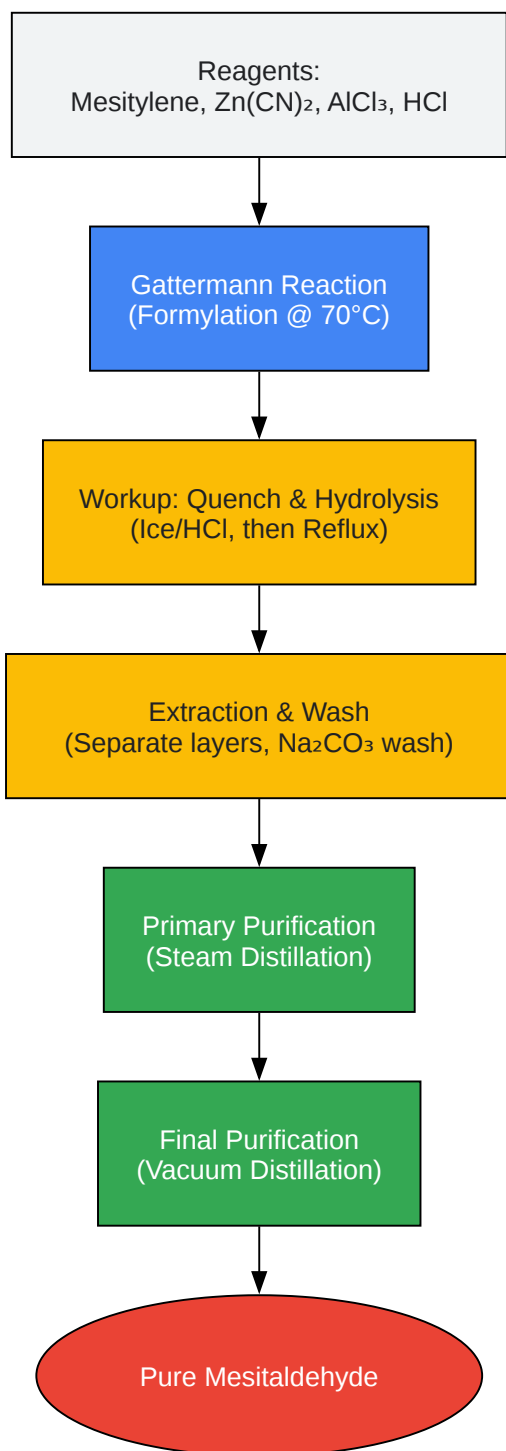 Reagents:
Mesitylene, Zn(CN)₂, AlCl₃, HCl
Gattermann Reaction
(Formylation @ 70°C)
Workup: Quench & Hydrolysis
(Ice/HCl, then Reflux)
Extraction & Wash
(Separate layers, Na₂CO₃ wash)
Primary Purification
(Steam Distillation)
Final Purification
(Vacuum Distillation)
Pure Mesitaldehyde